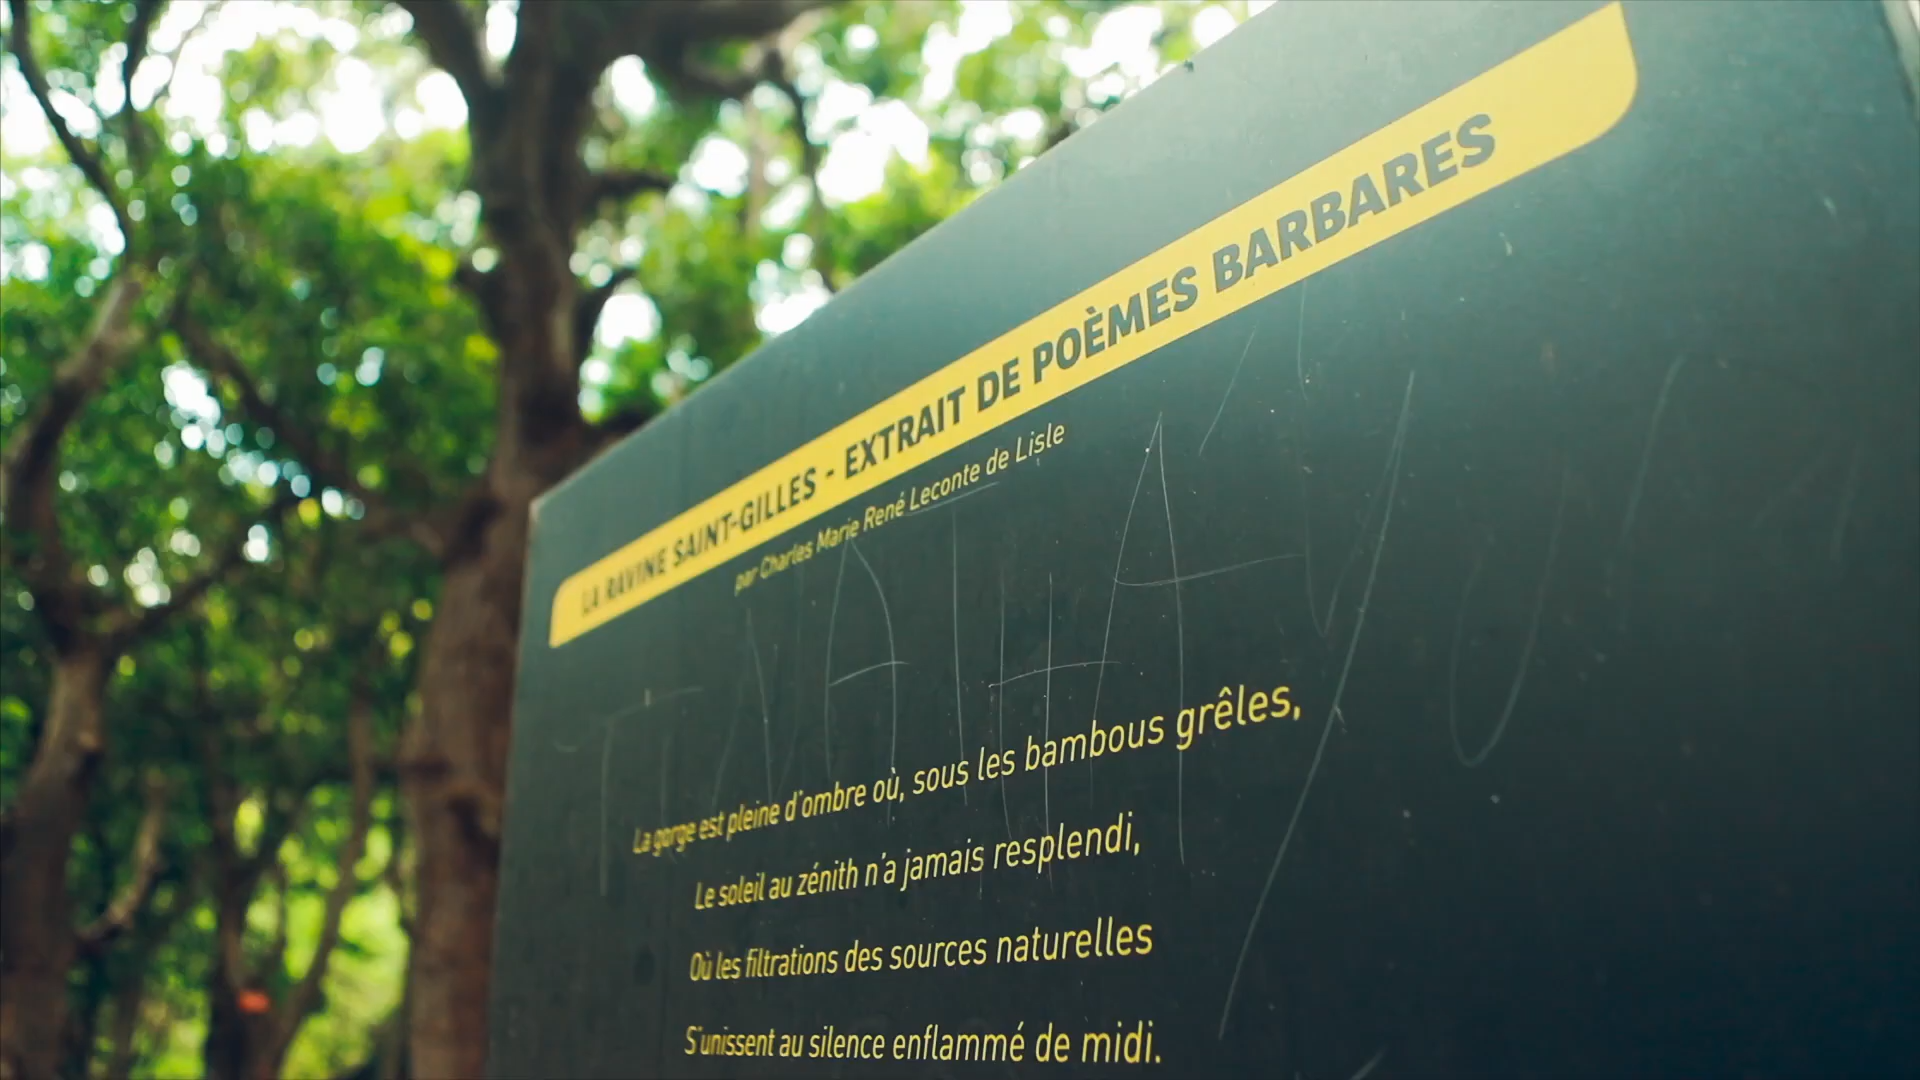 LA RAVINE SAINT-GILLES - EXTRAIT DE POÈMES BARBARES
par Charles Marie René Leconte de Lisle
La gorge est pleine d'ombre où, sous les bambous grêles,
Le soleil au zénith n'a jamais resplendi,
Où les filtrations des sources naturelles
S'unissent au silence enflammé de midi.